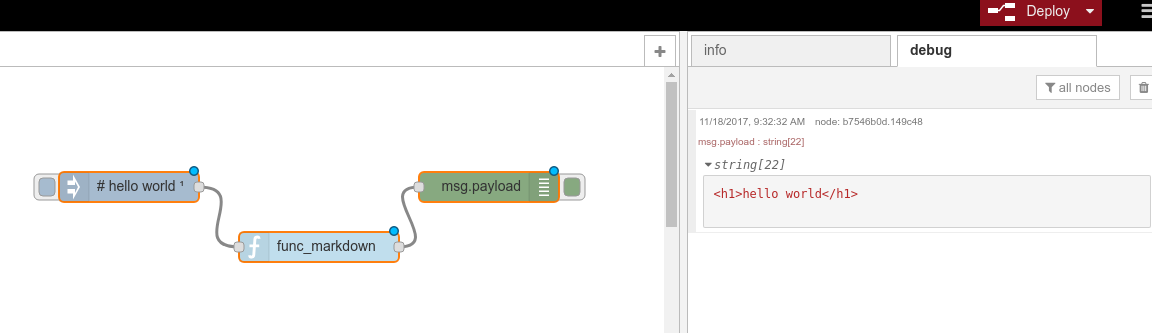 Deploy
info
debug
all nodes
11/18/2017, 9:32:32 AM node: b7546b0d.149c48
msg.payload : string[22]
string[22]
<h1>hello world</h1>
# hello world ¹
msg.payload
func_markdown